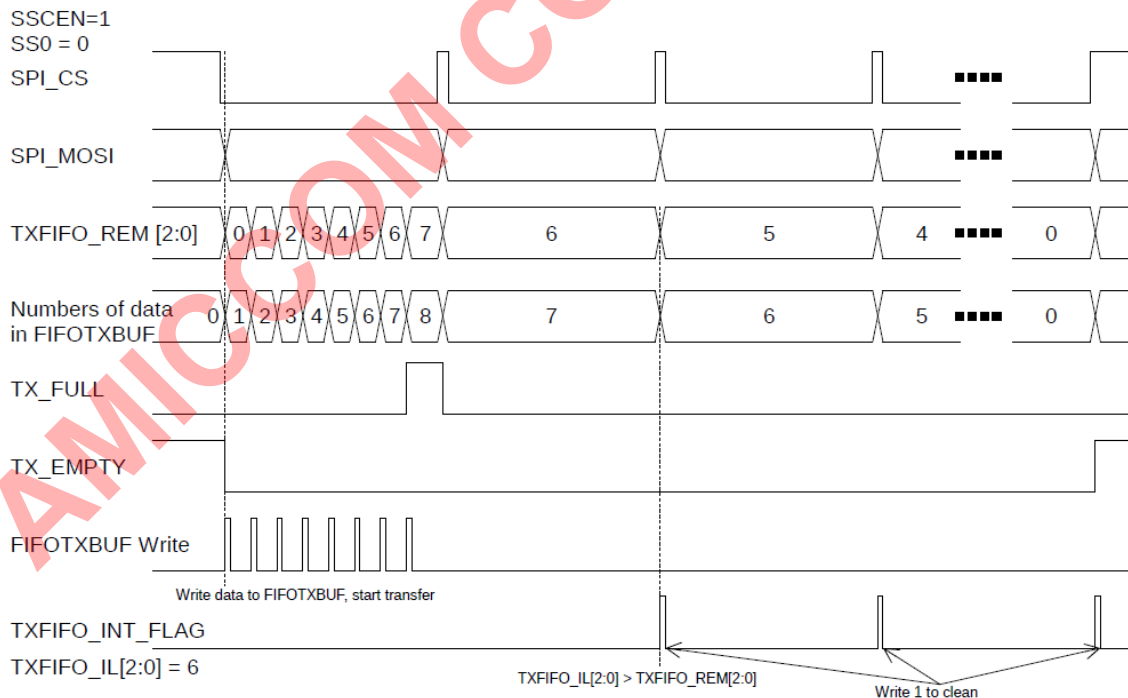 SSCEN=1
SS0 = 0
SPI_CS
SPI_MOSI
TXFIFO_REM [2:0] 0 1 2 3 4 5 6 7 6 5 4 0
Numbers of data
in FIFOTXBUF 0 1 2 3 4 5 6 7 8 7 6 5 0
TX_FULL
TX_EMPTY
FIFOTXBUF Write
Write data to FIFOTXBUF, start transfer
TXFIFO_INT_FLAG
TXFIFO_IL[2:0] = 6
TXFIFO_IL[2:0] > TXFIFO_REM[2:0]
Write 1 to clean
AMICCOM CO